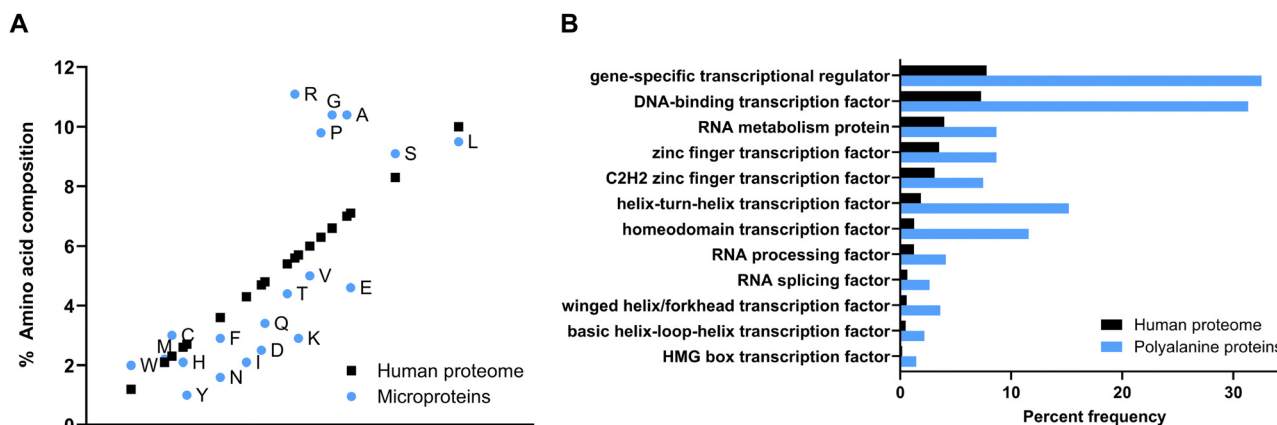 A
% Amino acid composition
12
10
8
6
4
2
0
R
G
A
P
S
L
V
T
E
C
M
F
Q
K
W
H
I
D
Y
N
Human proteome
Microproteins
B
gene-specific transcriptional regulator
DNA-binding transcription factor
RNA metabolism protein
zinc finger transcription factor
C2H2 zinc finger transcription factor
helix-turn-helix transcription factor
homeodomain transcription factor
RNA processing factor
RNA splicing factor
winged helix/forkhead transcription factor
basic helix-loop-helix transcription factor
HMG box transcription factor
Human proteome
Polyalanine proteins
0 10 20 30
Percent frequency